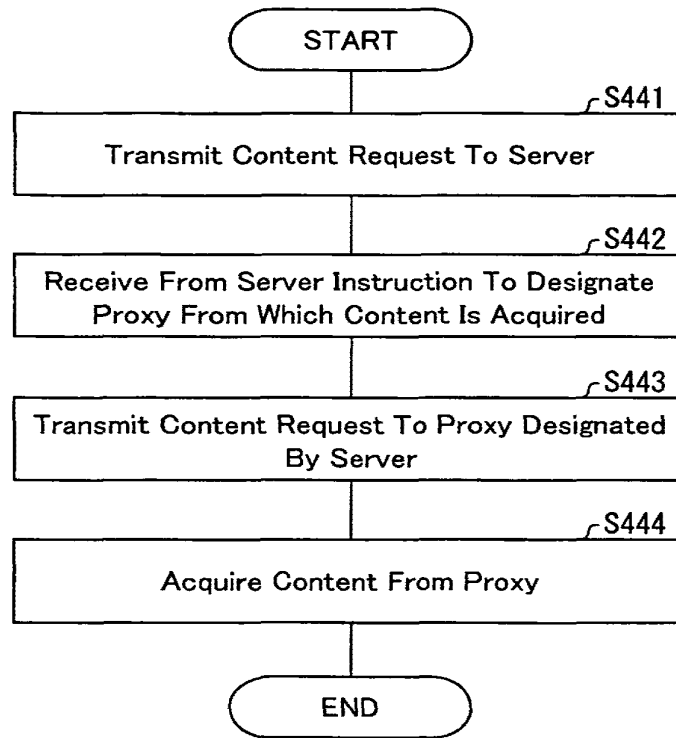 START
S441
Transmit Content Request To Server
S442
Receive From Server Instruction To Designate
Proxy From Which Content Is Acquired
S443
Transmit Content Request To Proxy Designated
By Server
S444
Acquire Content From Proxy
END